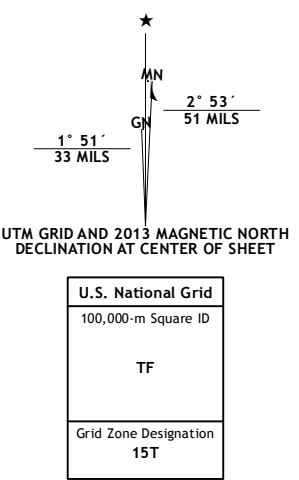 ★
MN
2° 53´
51 MILS
GN
1° 51´
33 MILS
UTM GRID AND 2013 MAGNETIC NORTH
DECLINATION AT CENTER OF SHEET
U.S. National Grid
100,000-m Square ID
TF
Grid Zone Designation
15T